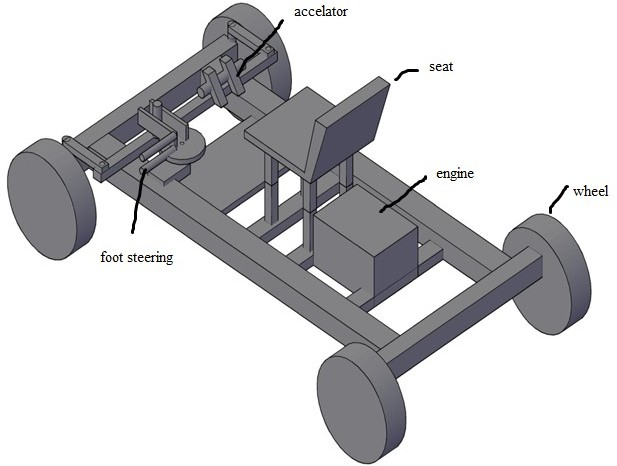 accelator
seat
engine
wheel
foot steering